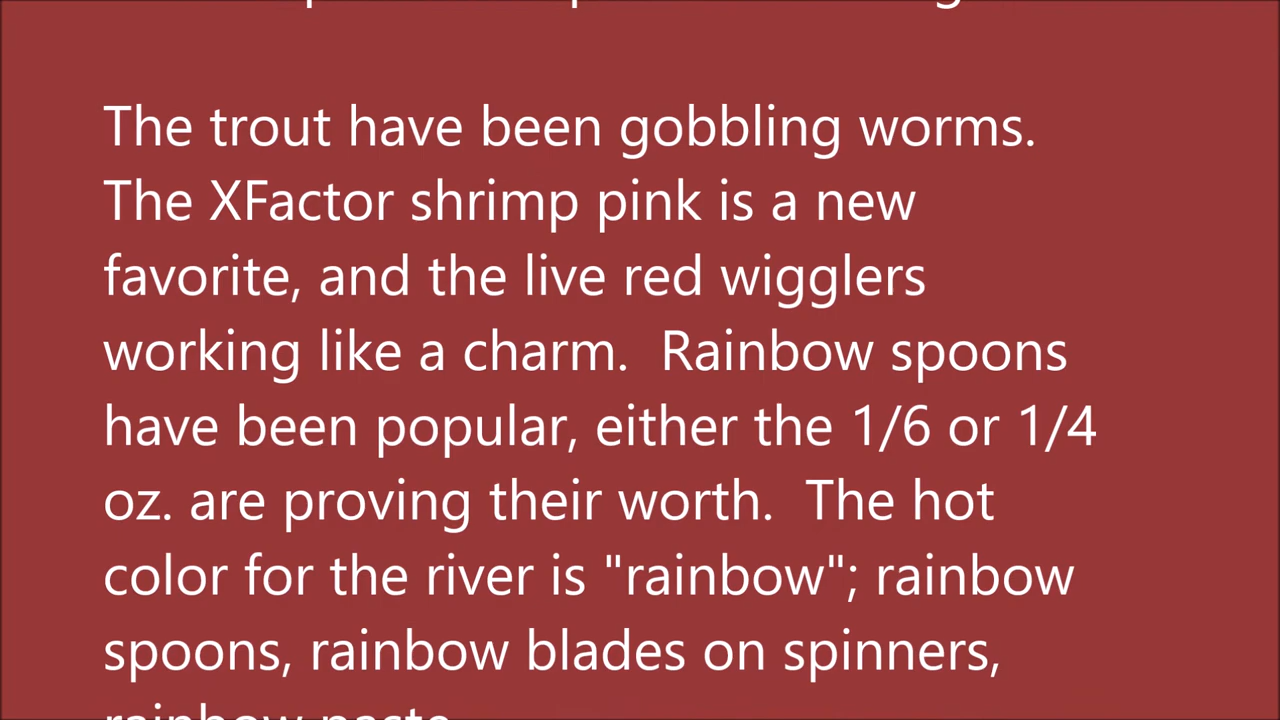 The trout have been gobbling worms.
The XFactor shrimp pink is a new
favorite, and the live red wigglers
working like a charm.  Rainbow spoons
have been popular, either the 1/6 or 1/4
oz. are proving their worth.  The hot
color for the river is "rainbow"; rainbow
spoons, rainbow blades on spinners,
rainbow paste